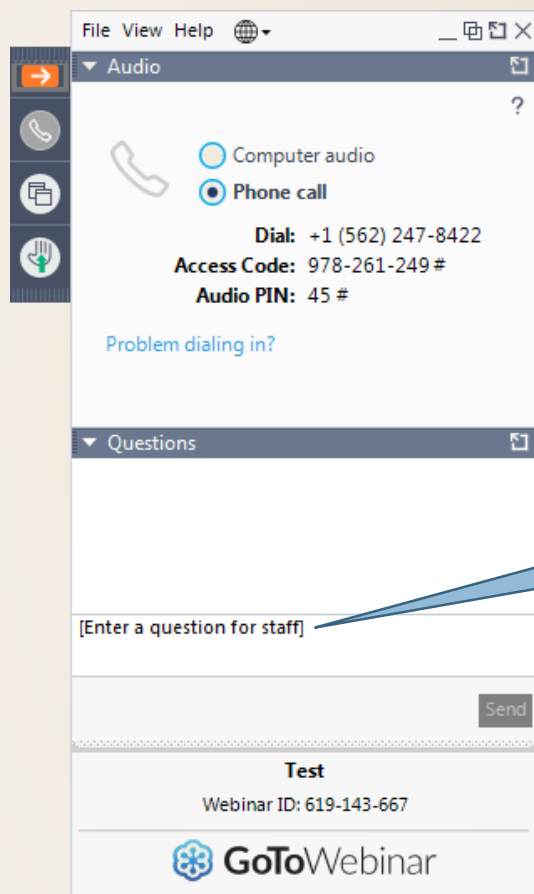 File View Help
Audio
?
Computer audio
Phone call
Dial: +1 (562) 247-8422
Access Code: 978-261-249 #
Audio PIN: 45 #
Problem dialing in?
Questions
[Enter a question for staff]
Send
Test
Webinar ID: 619-143-667
GoToWebinar